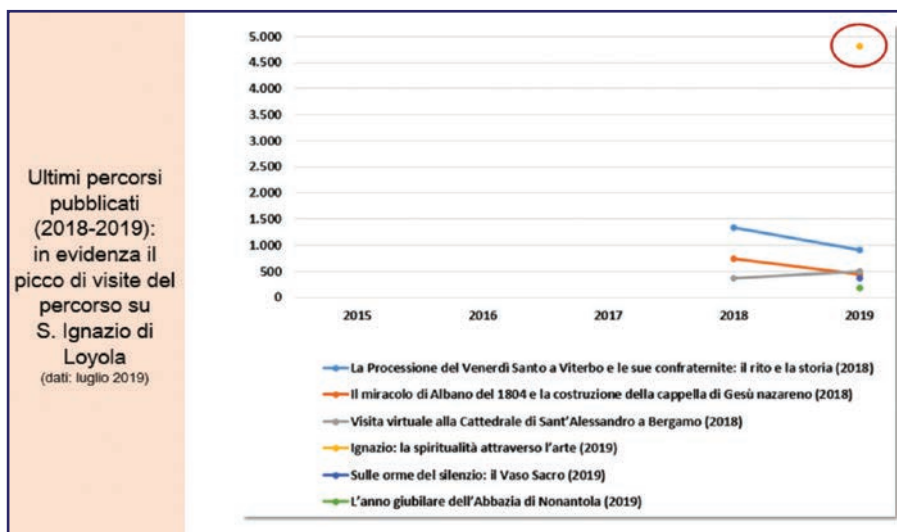 Ultimi percorsi
pubblicati
(2018-2019):
in evidenza il
picco di visite del
percorso su
S. Ignazio di
Loyola
(dati: luglio 2019)
5.000
4.500
4.000
3.500
3.000
2.500
2.000
1.500
1.000
500
0
2015 2016 2017 2018 2019
La Processione del Venerdì Santo a Viterbo e le sue confraternite: il rito e la storia (2018)
Il miracolo di Albano del 1804 e la costruzione della cappella di Gesù nazareno (2018)
Visita virtuale alla Cattedrale di Sant'Alessandro a Bergamo (2018)
Ignazio: la spiritualità attraverso l'arte (2019)
Sulle orme del silenzio: il Vaso Sacro (2019)
L'anno giubilare dell'Abbazia di Nonantola (2019)